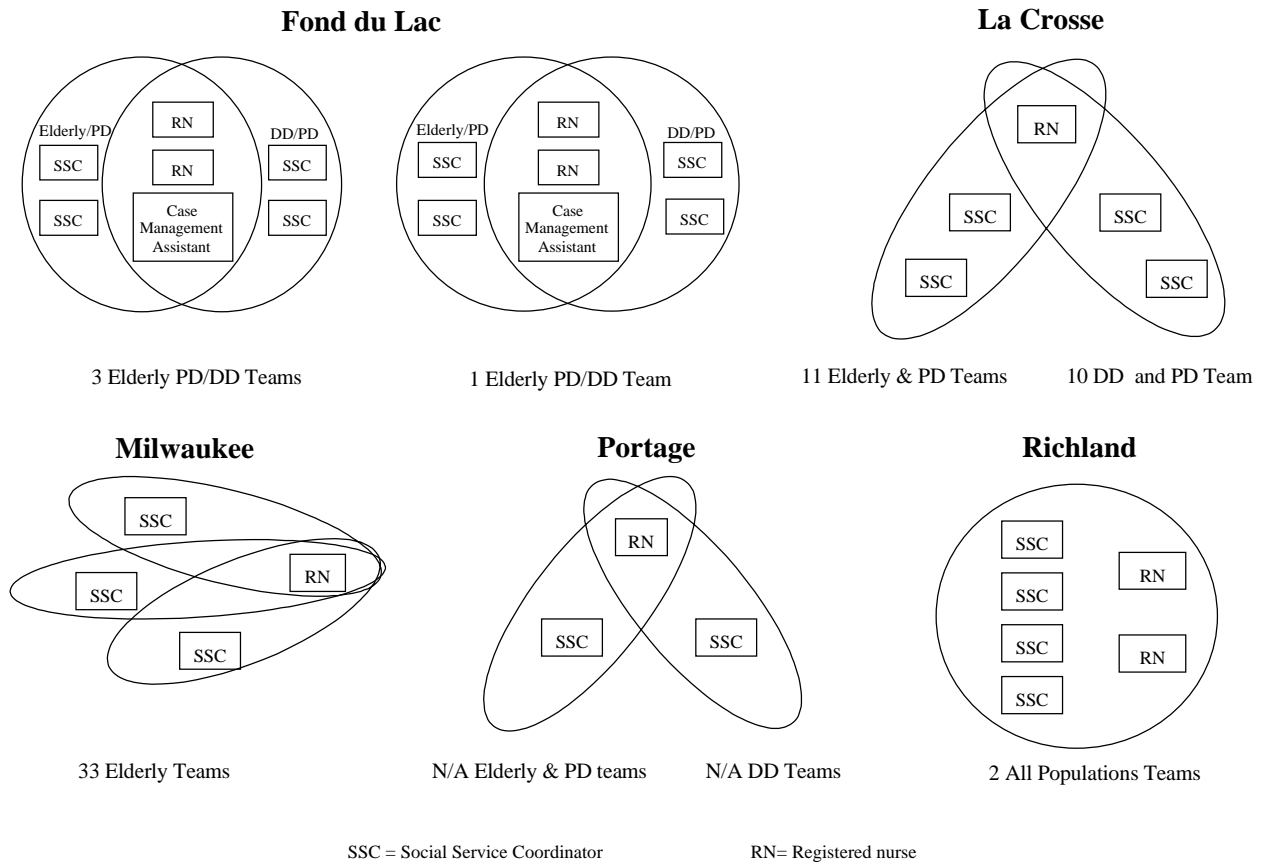 Fond du Lac
Elderly/PD
SSC
SSC
RN
RN
Case
Management
Assistant
DD/PD
SSC
SSC
3 Elderly PD/DD Teams
Elderly/PD
SSC
SSC
RN
RN
Case
Management
Assistant
DD/PD
SSC
SSC
1 Elderly PD/DD Team
La Crosse
RN
SSC
SSC
SSC
SSC
11 Elderly & PD Teams
10 DD and PD Team
Milwaukee
SSC
SSC
RN
SSC
33 Elderly Teams
Portage
RN
SSC
SSC
N/A Elderly & PD teams
N/A DD Teams
Richland
SSC
SSC
SSC
SSC
RN
RN
2 All Populations Teams
SSC = Social Service Coordinator
RN= Registered nurse